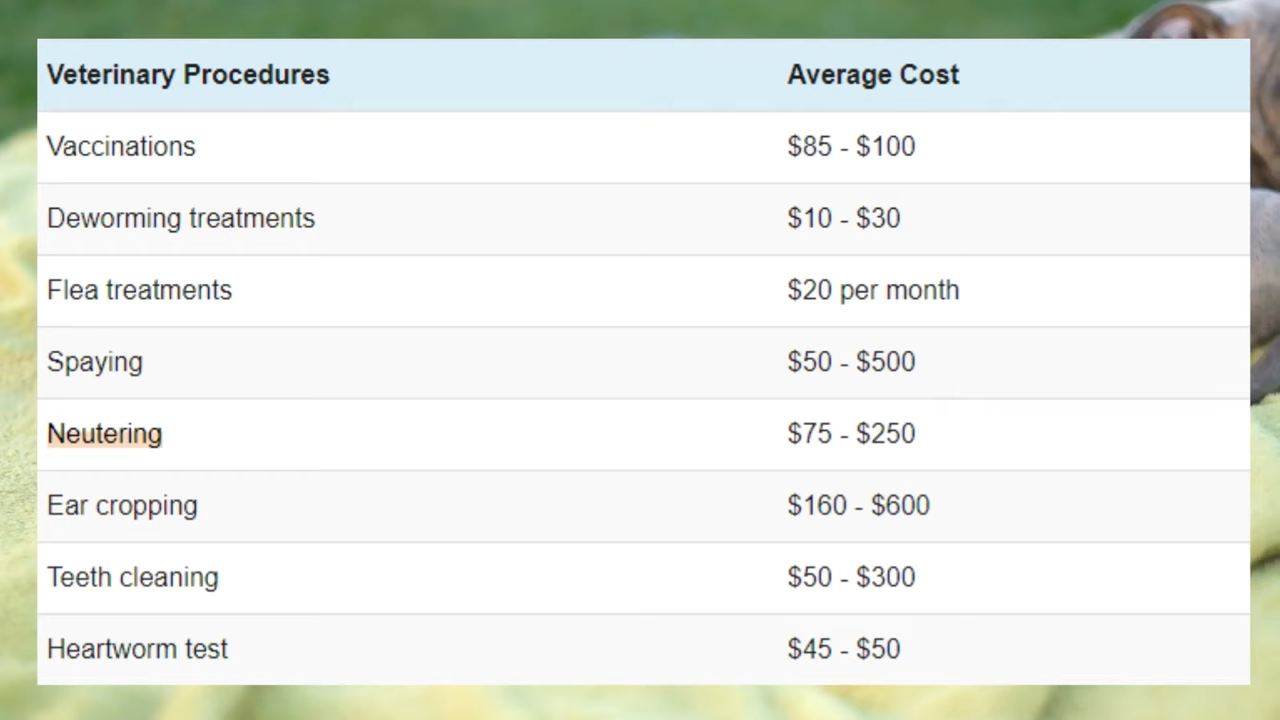 Veterinary Procedures Average Cost
Vaccinations $85 - $100
Deworming treatments $10 - $30
Flea treatments $20 per month
Spaying $50 - $500
Neutering $75 - $250
Ear cropping $160 - $600
Teeth cleaning $50 - $300
Heartworm test $45 - $50